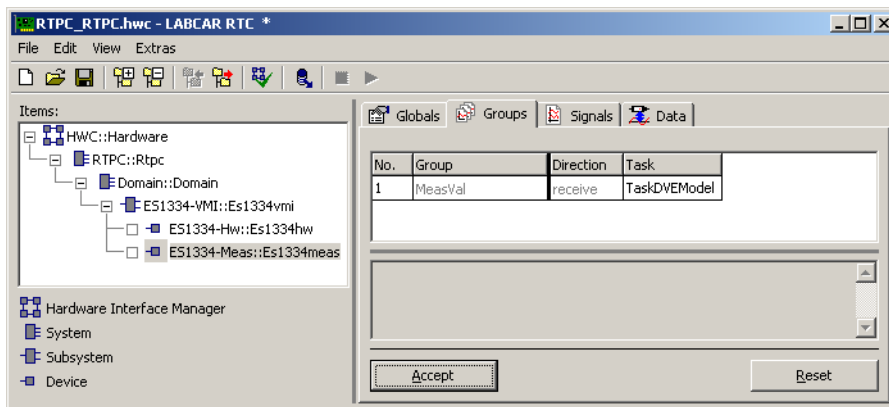 RTPC_RTPC.hwc - LABCAR RTC *
File Edit View Extras
Items:
HWC::Hardware
RTPC::Rtpc
Domain::Domain
ES1334-VMI::Es1334vmi
ES1334-Hw::Es1334hw
ES1334-Meas::Es1334meas
Hardware Interface Manager
System
Subsystem
Device
Globals Groups Signals Data
No. Group Direction Task
1 MeasVal receive TaskDVEModel
Accept Reset